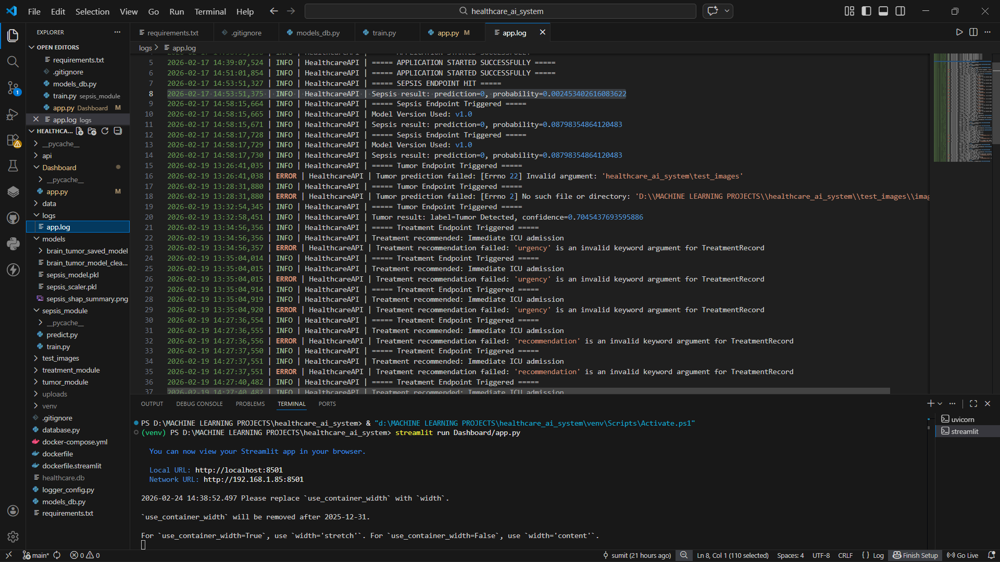 File Edit Selection View Go Run Terminal Help
healthcare_ai_system
EXPLORER
OPEN EDITORS
requirements.txt
.gitignore
models_db.py
train.py sepsis_module
app.py Dashboard M
app.log logs
HEALTHCA...
__pycache__
api
Dashboard
__pycache__
app.py M
data
logs
app.log
models
brain_tumor_saved_model
brain_tumor_model_clea...
sepsis_model.pkl
sepsis_scaler.pkl
sepsis_shap_summary.png
sepsis_module
__pycache__
predict.py
train.py
test_images
treatment_module
tumor_module
uploads
venv
.gitignore
database.py
docker-compose.yml
dockerfile
dockerfile.streamlit
healthcare.db
logger_config.py
models_db.py
requirements.txt
1
requirements.txt .gitignore models_db.py train.py app.py M app.log
logs > app.log
5 2026-02-17 14:39:07,524 | INFO | HealthcareAPI | ===== APPLICATION STARTED SUCCESSFULLY =====
6 2026-02-17 14:51:01,854 | INFO | HealthcareAPI | ===== APPLICATION STARTED SUCCESSFULLY =====
7 2026-02-17 14:53:51,327 | INFO | HealthcareAPI | ===== SEPSIS ENDPOINT HIT =====
8 2026-02-17 14:53:51,375 | INFO | HealthcareAPI | Sepsis result: prediction=0, probability=0.002453402616083622
9 2026-02-17 14:58:15,664 | INFO | HealthcareAPI | ===== Sepsis Endpoint Triggered =====
10 2026-02-17 14:58:15,665 | INFO | HealthcareAPI | Model Version Used: v1.0
11 2026-02-17 14:58:15,671 | INFO | HealthcareAPI | Sepsis result: prediction=0, probability=0.08798354864120483
12 2026-02-17 14:58:17,728 | INFO | HealthcareAPI | ===== Sepsis Endpoint Triggered =====
13 2026-02-17 14:58:17,729 | INFO | HealthcareAPI | Model Version Used: v1.0
14 2026-02-17 14:58:17,730 | INFO | HealthcareAPI | Sepsis result: prediction=0, probability=0.08798354864120483
15 2026-02-19 13:26:41,035 | INFO | HealthcareAPI | ===== Tumor Endpoint Triggered =====
16 2026-02-19 13:26:41,038 | ERROR | HealthcareAPI | Tumor prediction failed: [Errno 22] Invalid argument: 'healthcare_ai_system\test_images'
17 2026-02-19 13:28:31,880 | INFO | HealthcareAPI | ===== Tumor Endpoint Triggered =====
18 2026-02-19 13:28:31,880 | ERROR | HealthcareAPI | Tumor prediction failed: [Errno 2] No such file or directory: 'D:\\MACHINE LEARNING PROJECTS\\healthcare_ai_system\\test_images\\imag
19 2026-02-19 13:32:54,345 | INFO | HealthcareAPI | ===== Tumor Endpoint Triggered =====
20 2026-02-19 13:32:58,451 | INFO | HealthcareAPI | Tumor result: label=Tumor Detected, confidence=0.7045437693595886
21 2026-02-19 13:34:56,356 | INFO | HealthcareAPI | ===== Treatment Endpoint Triggered =====
22 2026-02-19 13:34:56,356 | INFO | HealthcareAPI | Treatment recommended: Immediate ICU admission
23 2026-02-19 13:34:56,357 | ERROR | HealthcareAPI | Treatment recommendation failed: 'urgency' is an invalid keyword argument for TreatmentRecord
24 2026-02-19 13:35:04,014 | INFO | HealthcareAPI | ===== Treatment Endpoint Triggered =====
25 2026-02-19 13:35:04,015 | INFO | HealthcareAPI | Treatment recommended: Immediate ICU admission
26 2026-02-19 13:35:04,015 | ERROR | HealthcareAPI | Treatment recommendation failed: 'urgency' is an invalid keyword argument for TreatmentRecord
27 2026-02-19 13:35:04,914 | INFO | HealthcareAPI | ===== Treatment Endpoint Triggered =====
28 2026-02-19 13:35:04,919 | INFO | HealthcareAPI | Treatment recommended: Immediate ICU admission
29 2026-02-19 13:35:04,920 | ERROR | HealthcareAPI | Treatment recommendation failed: 'urgency' is an invalid keyword argument for TreatmentRecord
30 2026-02-19 14:27:36,554 | INFO | HealthcareAPI | ===== Treatment Endpoint Triggered =====
31 2026-02-19 14:27:36,555 | INFO | HealthcareAPI | Treatment recommended: Immediate ICU admission
32 2026-02-19 14:27:36,556 | ERROR | HealthcareAPI | Treatment recommendation failed: 'recommendation' is an invalid keyword argument for TreatmentRecord
33 2026-02-19 14:27:37,550 | INFO | HealthcareAPI | ===== Treatment Endpoint Triggered =====
34 2026-02-19 14:27:37,551 | INFO | HealthcareAPI | Treatment recommended: Immediate ICU admission
35 2026-02-19 14:27:37,551 | ERROR | HealthcareAPI | Treatment recommendation failed: 'recommendation' is an invalid keyword argument for TreatmentRecord
36 2026-02-19 14:27:40,482 | INFO | HealthcareAPI | ===== Treatment Endpoint Triggered =====
37 2026-02-19 14:27:40,482 | INFO | HealthcareAPI | Treatment recommended: Immediate ICU admission
OUTPUT DEBUG CONSOLE PROBLEMS TERMINAL PORTS
PS D:\MACHINE LEARNING PROJECTS\healthcare_ai_system> & "d:\MACHINE LEARNING PROJECTS\healthcare_ai_system\venv\Scripts\Activate.ps1"
(venv) PS D:\MACHINE LEARNING PROJECTS\healthcare_ai_system> streamlit run Dashboard/app.py
You can now view your Streamlit app in your browser.
Local URL: http://localhost:8501
Network URL: http://192.168.1.85:8501
2026-02-24 14:38:52.497 Please replace `use_container_width` with `width`.
`use_container_width` will be removed after 2025-12-31.
For `use_container_width=True`, use `width='stretch'`. For `use_container_width=False`, use `width='content'`.
uvicorn
streamlit
main* 0 0 sumit (21 hours ago) Ln 8, Col 1 (110 selected) Spaces: 4 UTF-8 CRLF { } Log Finish Setup Go Live